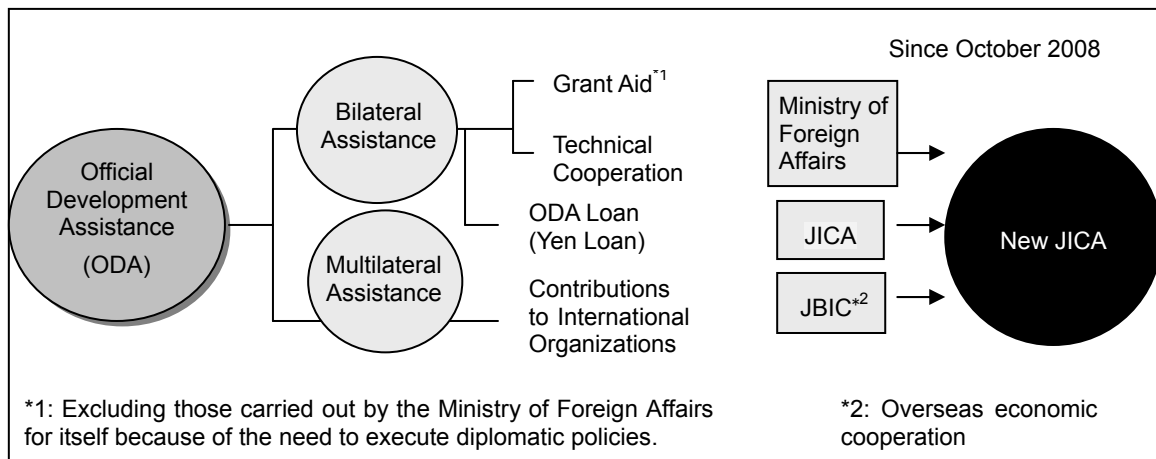 Since October 2008
Official
Development
Assistance
(ODA)
Bilateral
Assistance
Multilateral
Assistance
Grant Aid*1
Technical
Cooperation
ODA Loan
(Yen Loan)
Contributions
to International
Organizations
Ministry of
Foreign
Affairs
JICA
JBIC*2
New JICA
*1: Excluding those carried out by the Ministry of Foreign Affairs
for itself because of the need to execute diplomatic policies.
*2: Overseas economic
cooperation